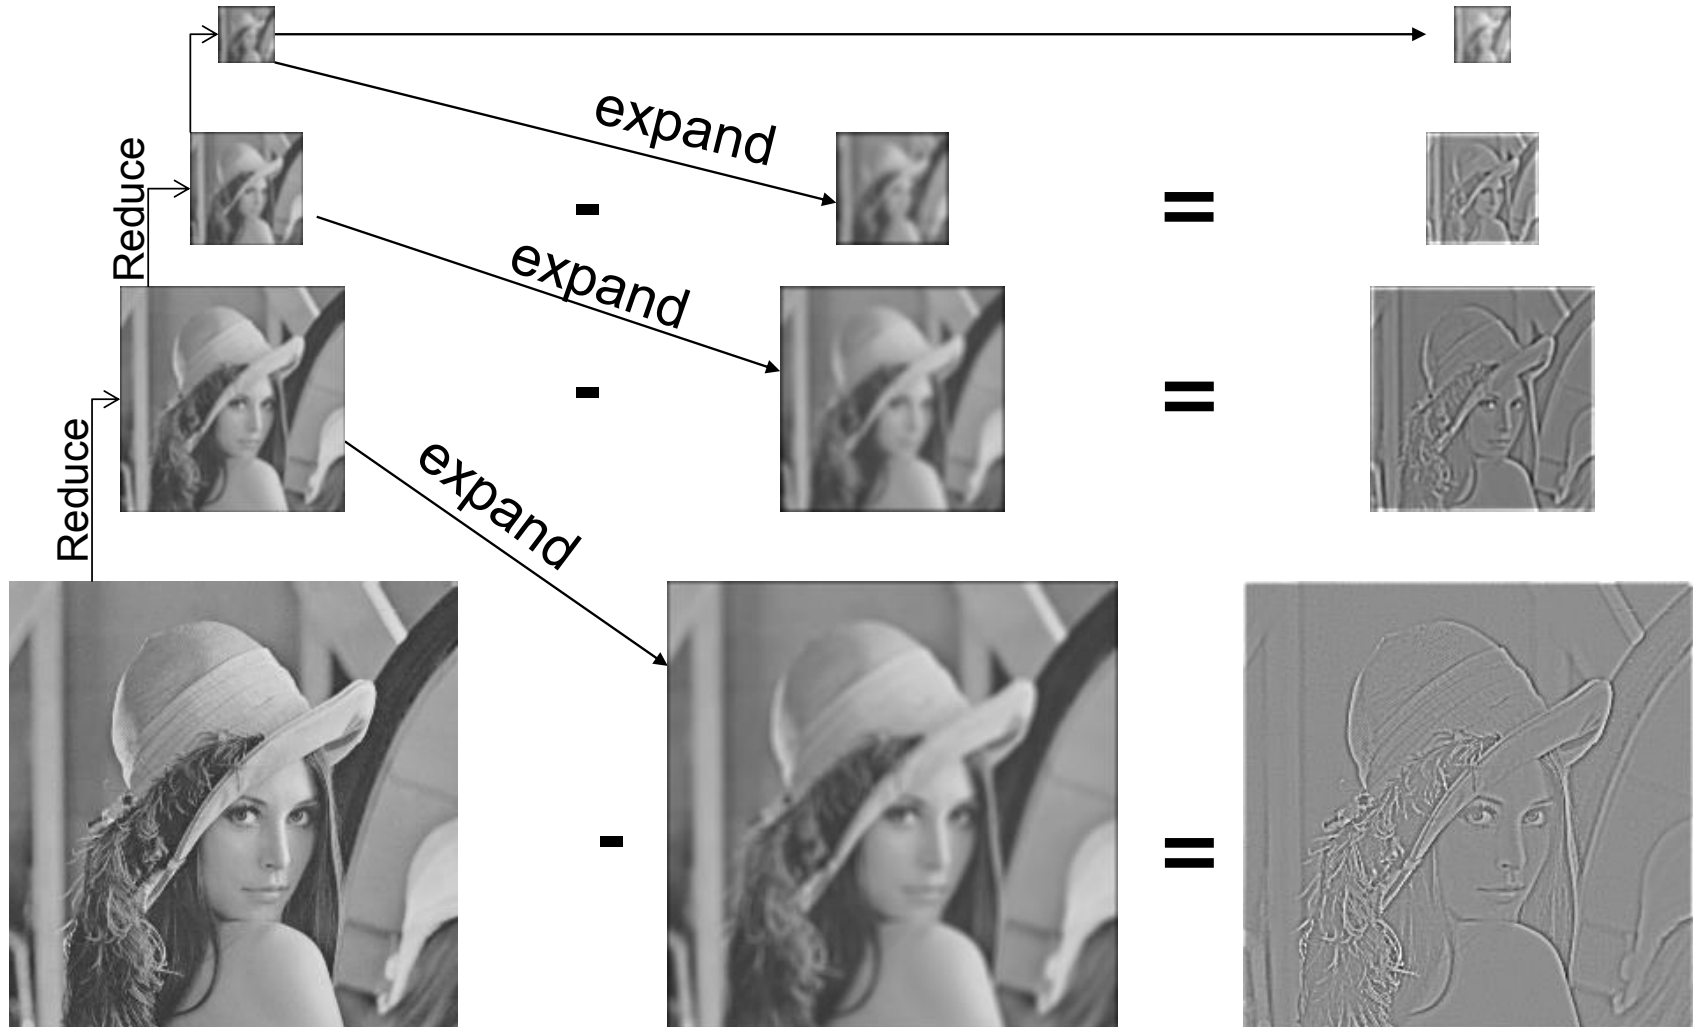 expand
Reduce
-
=
expand
Reduce
-
=
expand
-
=